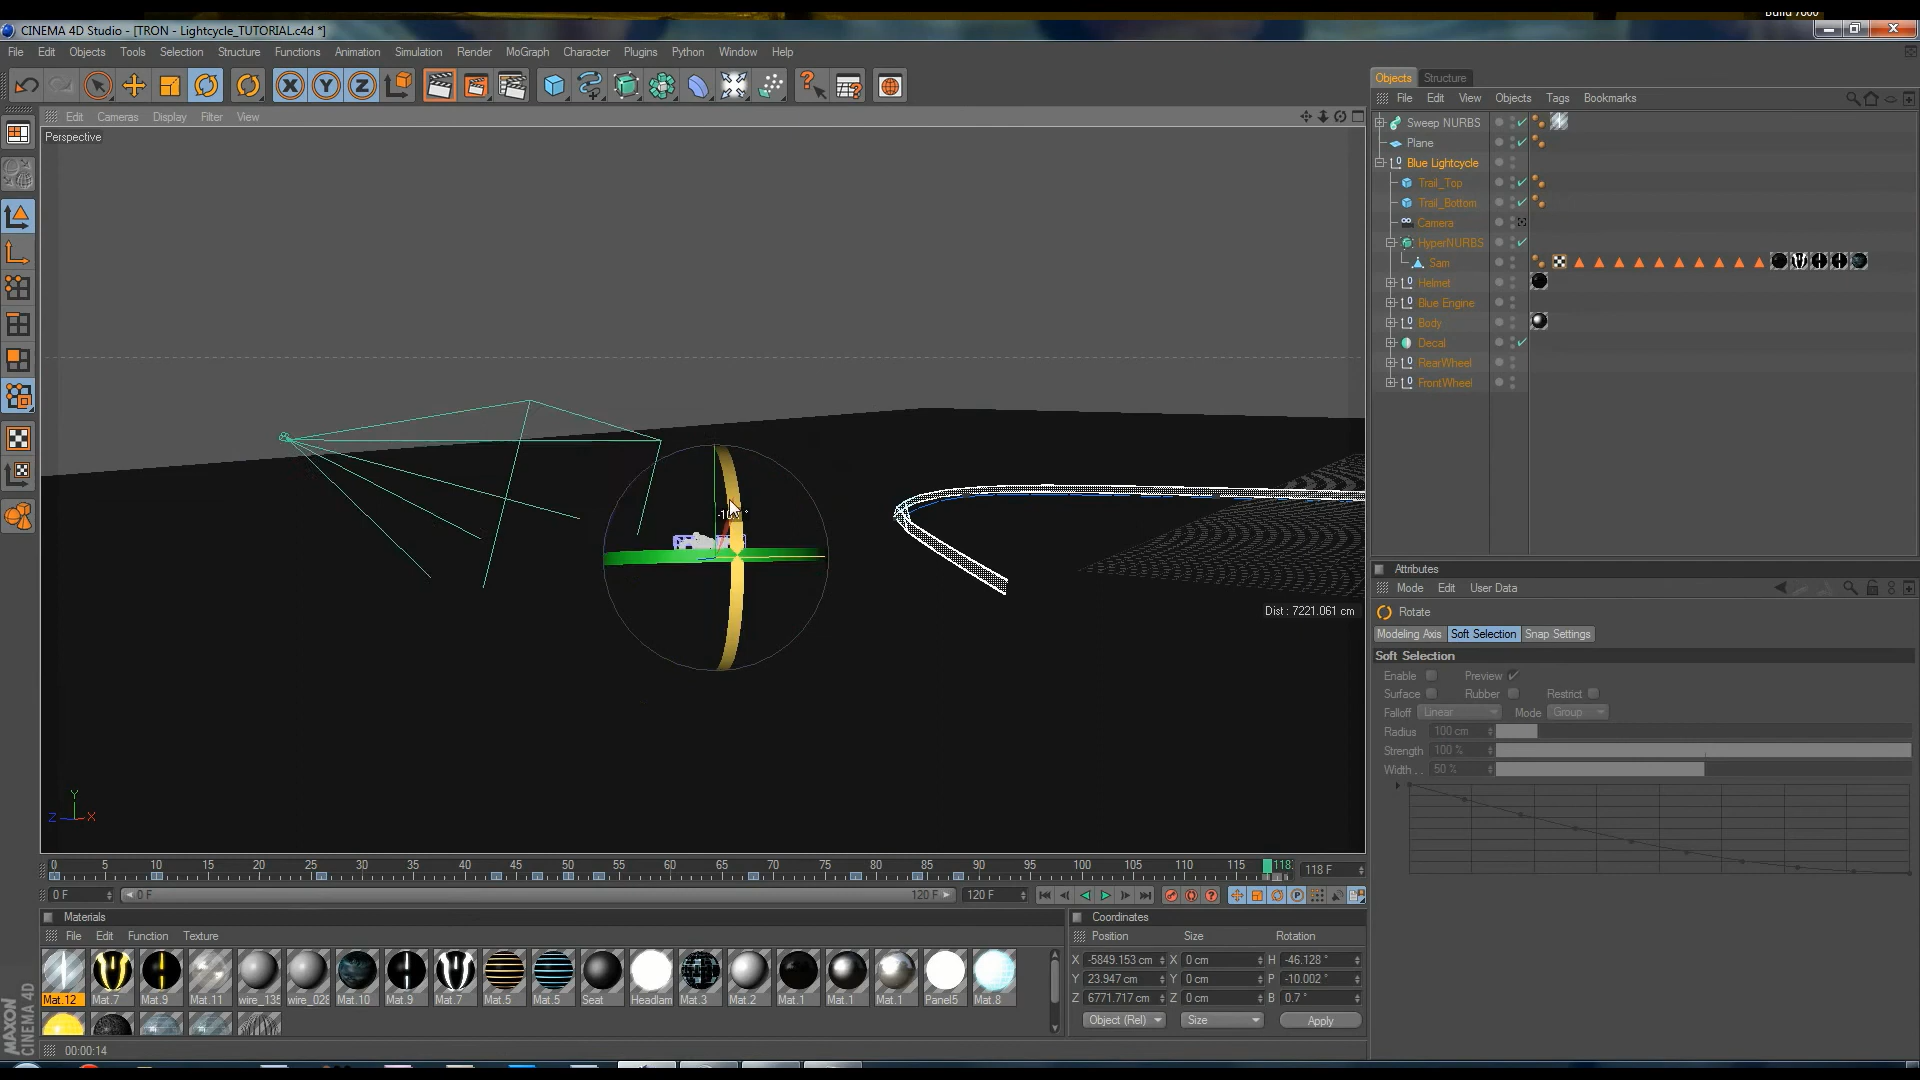 Build 7000
CINEMA 4D Studio - [TRON - Lightcycle_TUTORIAL.c4d *]
File Edit Objects Tools Selection Structure Functions Animation Simulation Render MoGraph Character Plugins Python Window Help
Objects Structure
File Edit View Objects Tags Bookmarks
Edit Cameras Display Filter View
Perspective
Sweep NURBS
Plane
Blue Lightcycle
Trail_Top
Trail_Bottom
Camera
HyperNURBS
Sam
Helmet
Blue Engine
Body
Decal
RearWheel
FrontWheel
Dist : 7221.061 cm
Y
Z X
Attributes
Mode Edit User Data
Rotate
Modeling Axis Soft Selection Snap Settings
Soft Selection
Enable Preview
Surface Rubber Restrict
Falloff Linear Mode Group
Radius 100 cm
Strength 100 %
Width . . 50 %
0 5 10 15 20 25 30 35 40 45 50 55 60 65 70 75 80 85 90 95 100 105 110 115 118 118 F
0 F 0 F 120 F 120 F
Materials
File Edit Function Texture
Mat.12 Mat.7 Mat.9 Mat.11 wire_135 wire_028 Mat.10 Mat.9 Mat.7 Mat.5 Mat.5 Seat Headlam Mat.3 Mat.2 Mat.1 Mat.1 Mat.1 Panel5 Mat.8
Coordinates
Position Size Rotation
X -5849.153 cm X 0 cm H -46.128 °
Y 23.947 cm Y 0 cm P -10.002 °
Z 6771.717 cm Z 0 cm B 0.7 °
Object (Rel) Size Apply
MAXON CINEMA 4D
00:00:14